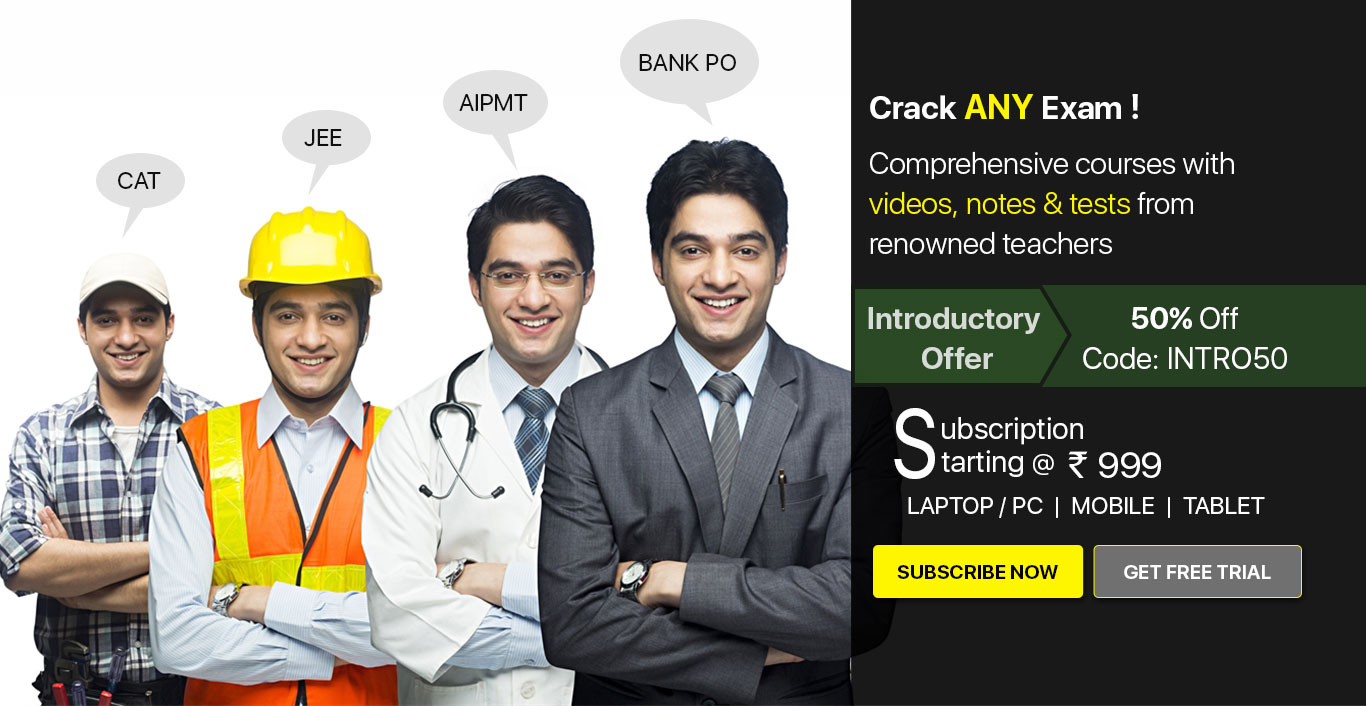 BANK PO
AIPMT
JEE
CAT
Crack ANY Exam !
Comprehensive courses with
videos, notes & tests from
renowned teachers
Introductory
Offer
50% Off
Code: INTRO50
Subscription
Starting @ ₹ 999
LAPTOP / PC | MOBILE | TABLET
SUBSCRIBE NOW
GET FREE TRIAL